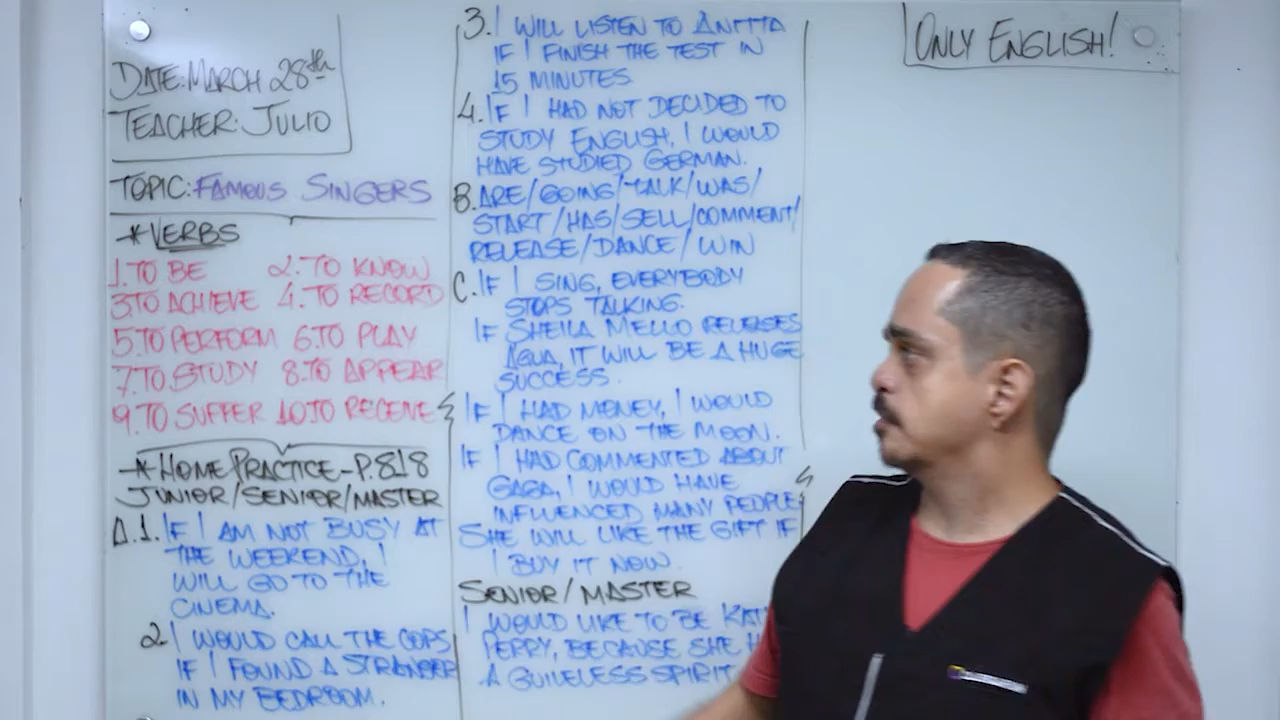 DATE: MARCH 28th
TEACHER: JULIO
TOPIC: FAMOUS SINGERS
*VERBS
1. TO BE 2. TO KNOW
3. TO ACHIEVE 4. TO RECORD
5. TO PERFORM 6. TO PLAY
7. TO STUDY 8. TO APPEAR
9. TO SUFFER 10. TO RECEIVE
*HOME PRACTICE - P. 818
JUNIOR/SENIOR/MASTER
A.1. IF I AM NOT BUSY AT
THE WEEKEND, I
WILL GO TO THE
CINEMA.
2. I WOULD CALL THE COPS
IF I FOUND A STRANGER
IN MY BEDROOM.
3. I WILL LISTEN TO ANITTA
IF I FINISH THE TEST IN
15 MINUTES.
4. IF I HAD NOT DECIDED TO
STUDY ENGLISH, I WOULD
HAVE STUDIED GERMAN.
B. ARE/GOING/TALK/WAS/
START/HAS/SELL/COMMENT/
RELEASE/DANCE/WIN
C. IF I SING, EVERYBODY
STOPS TALKING.
IF SHEILA MELLO RELEASES
ÁGUA, IT WILL BE A HUGE
SUCCESS.
IF I HAD MONEY, I WOULD
DANCE ON THE MOON.
IF I HAD COMMENTED ABOUT
GAGA, I WOULD HAVE
INFLUENCED MANY PEOPLE
SHE WILL LIKE THE GIFT IF
I BUY IT NOW.
SENIOR/MASTER
I WOULD LIKE TO BE KAT
PERRY, BECAUSE SHE H
A GUILELESS SPIRIT
ONLY ENGLISH!